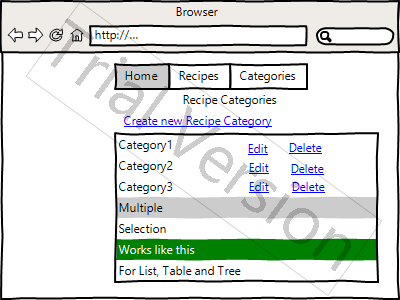 Browser
http://...
Home Recipes Categories
Recipe Categories
Create new Recipe Category
Category1 Edit Delete
Category2 Edit Delete
Category3 Edit Delete
Multiple
Selection
Works like this
For List, Table and Tree
Trial Version